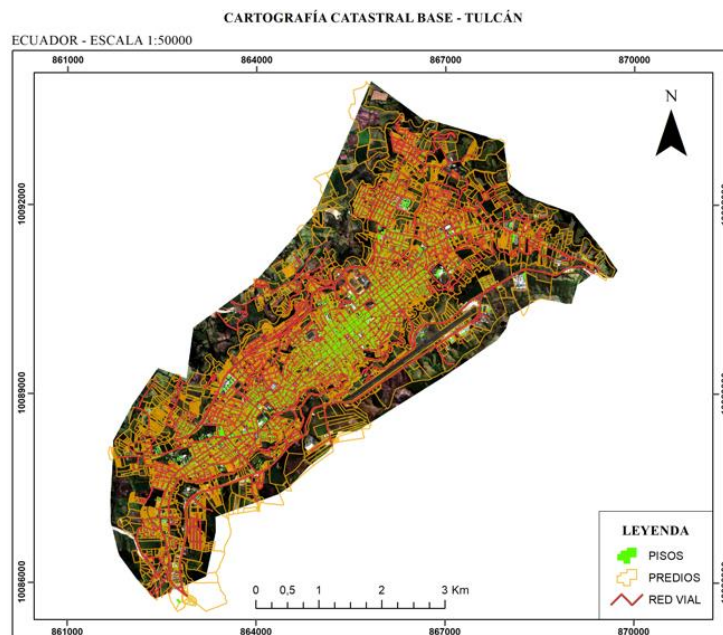 CARTOGRAFÍA CATASTRAL BASE - TULCÁN
ECUADOR - ESCALA 1:50000
861000 864000 867000 870000
N
10092000
10089000
10086000
LEYENDA
PISOS
PREDIOS
RED VIAL
0 0,5 1 2 3 Km
861000 864000 867000 870000